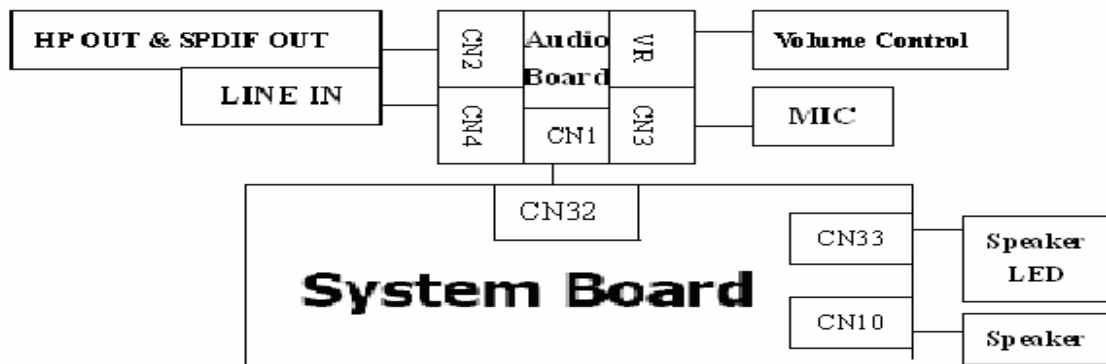 HP OUT & SPDIF OUT
LINE IN
CN2
CN4
Audio
Board
CN1
VR
CN3
Volume Control
MIC
CN32
System Board
CN33
CN10
Speaker
LED
Speaker